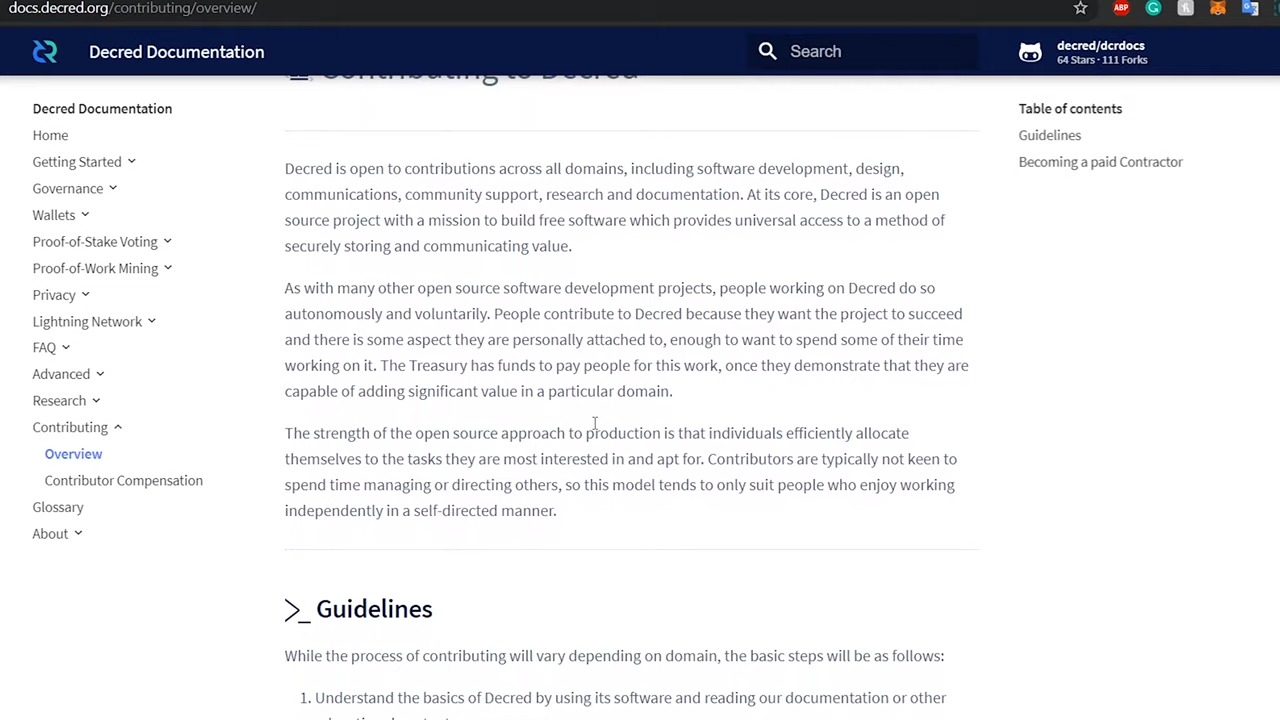 docs.decred.org/contributing/overview/
ABP
Decred Documentation
Search
decred/dcrdocs
64 Stars · 111 Forks
Contributing to Decred
Decred Documentation
Home
Getting Started
Governance
Wallets
Proof-of-Stake Voting
Proof-of-Work Mining
Privacy
Lightning Network
FAQ
Advanced
Research
Contributing
Overview
Contributor Compensation
Glossary
About
Decred is open to contributions across all domains, including software development, design,
communications, community support, research and documentation. At its core, Decred is an open
source project with a mission to build free software which provides universal access to a method of
securely storing and communicating value.
As with many other open source software development projects, people working on Decred do so
autonomously and voluntarily. People contribute to Decred because they want the project to succeed
and there is some aspect they are personally attached to, enough to want to spend some of their time
working on it. The Treasury has funds to pay people for this work, once they demonstrate that they are
capable of adding significant value in a particular domain.
The strength of the open source approach to production is that individuals efficiently allocate
themselves to the tasks they are most interested in and apt for. Contributors are typically not keen to
spend time managing or directing others, so this model tends to only suit people who enjoy working
independently in a self-directed manner.
Guidelines
While the process of contributing will vary depending on domain, the basic steps will be as follows:
1. Understand the basics of Decred by using its software and reading our documentation or other
Table of contents
Guidelines
Becoming a paid Contractor